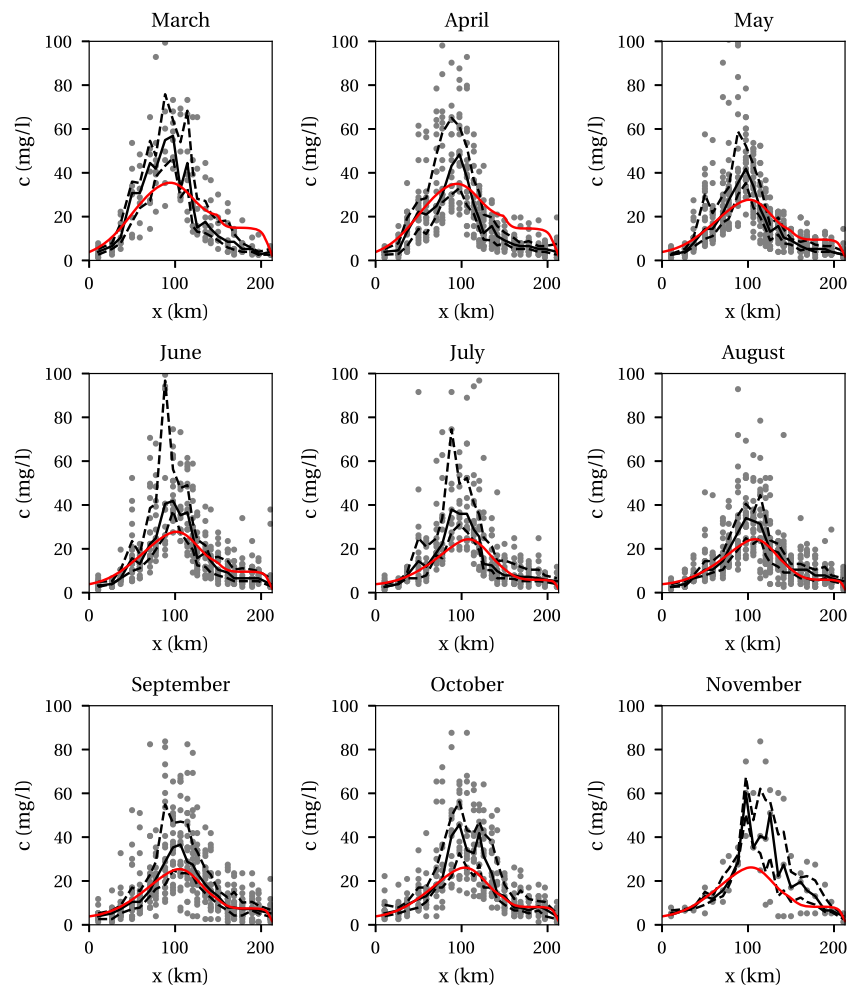 March April May
100 100 100
80 80 80
60 60 60
c (mg/l) c (mg/l) c (mg/l)
40 40 40
20 20 20
0 0 0
0 100 200 0 100 200 0 100 200
x (km) x (km) x (km)
June July August
100 100 100
80 80 80
60 60 60
c (mg/l) c (mg/l) c (mg/l)
40 40 40
20 20 20
0 0 0
0 100 200 0 100 200 0 100 200
x (km) x (km) x (km)
September October November
100 100 100
80 80 80
60 60 60
c (mg/l) c (mg/l) c (mg/l)
40 40 40
20 20 20
0 0 0
0 100 200 0 100 200 0 100 200
x (km) x (km) x (km)